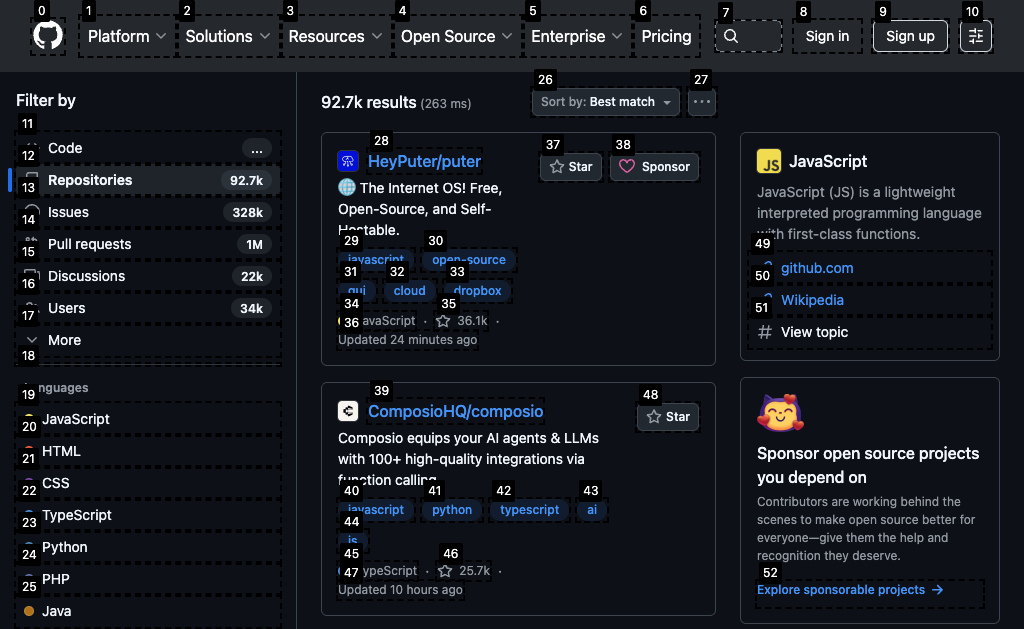 0 1 2 3 4 5 6 7 8 9 10
Platform Solutions Resources Open Source Enterprise Pricing Sign in Sign up
Filter by
11
Code ...
12
Repositories 92.7k
13
Issues 328k
14
Pull requests 1M
15
Discussions 22k
16
Users 34k
17
More
18
19
JavaScript
20
HTML
21
CSS
22
TypeScript
23
Python
24
PHP
25
Java
26 27
92.7k results (263 ms) Sort by: Best match
28 37 38
HeyPuter/puter Star Sponsor
The Internet OS! Free,
Open-Source, and Self-
Hostable.
29 30
javascript open-source
31 32 33
gui cloud dropbox
34 35
36 · 36.1k ·
Updated 24 minutes ago
39 48
ComposioHQ/composio Star
Composio equips your AI agents & LLMs
with 100+ high-quality integrations via
function calling
40 41 42 43
javascript python typescript ai
44
js
45 46
47 · 25.7k ·
Updated 10 hours ago
JS JavaScript
JavaScript (JS) is a lightweight
interpreted programming language
with first-class functions.
49
github.com
50
Wikipedia
51
# View topic
Sponsor open source projects
you depend on
Contributors are working behind the
scenes to make open source better for
everyone—give them the help and
recognition they deserve.
52
Explore sponsorable projects →